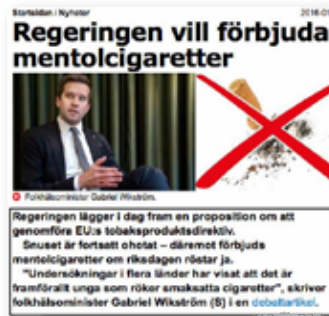 Startsidan / Nyheter
Regeringen vill förbjuda
mentolcigaretter
Folkhälsominister Gabriel Wikström.
Regeringen lägger i dag fram en proposition om att
genomföra EU:s tobaksproduktsdirektiv.
Snuset är fortsatt ohotat – däremot förbjuds
mentolcigaretter om riksdagen röstar ja.
"Undersökningar i flera länder har visat att det är
framförallt unga som röker smaksatta cigaretter", skriver
folkhälsominister Gabriel Wikström (S) i en debattartikel.